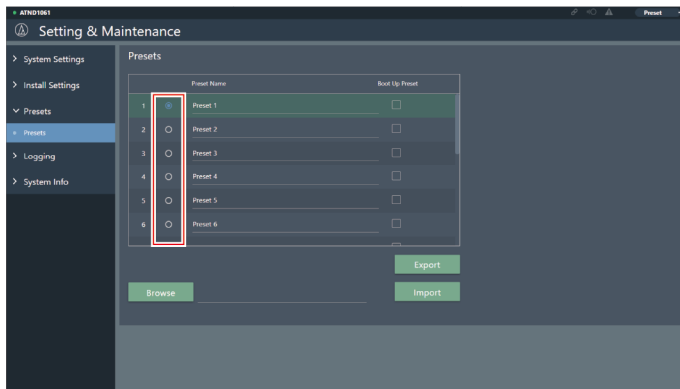 ATND1061
Preset
Setting & Maintenance
System Settings
Install Settings
Presets
Presets
Logging
System Info
Presets
Preset Name Boot Up Preset
1 Preset 1
2 Preset 2
3 Preset 3
4 Preset 4
5 Preset 5
6 Preset 6
Export
Browse
Import